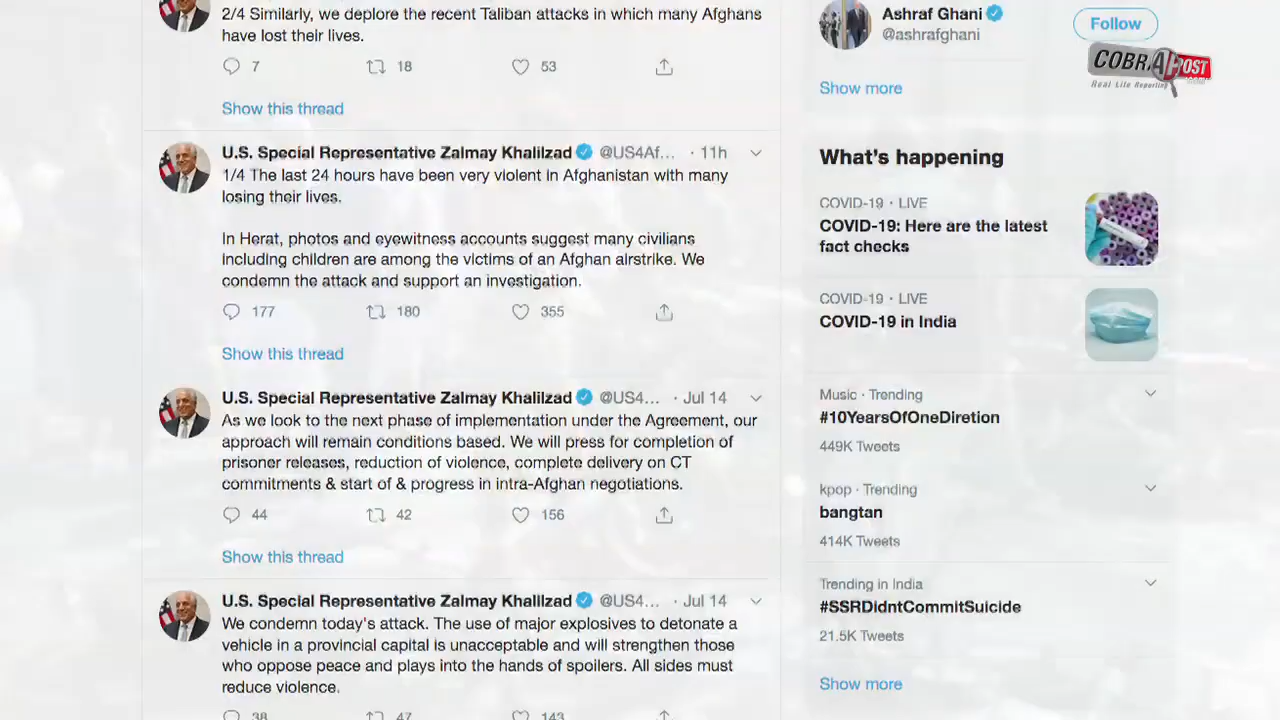 2/4 Similarly, we deplore the recent Taliban attacks in which many Afghans
have lost their lives.
7 18 53
Show this thread
U.S. Special Representative Zalmay Khalilzad @US4Af... · 11h
1/4 The last 24 hours have been very violent in Afghanistan with many
losing their lives.
In Herat, photos and eyewitness accounts suggest many civilians
including children are among the victims of an Afghan airstrike. We
condemn the attack and support an investigation.
177 180 355
Show this thread
U.S. Special Representative Zalmay Khalilzad @US4... · Jul 14
As we look to the next phase of implementation under the Agreement, our
approach will remain conditions based. We will press for completion of
prisoner releases, reduction of violence, complete delivery on CT
commitments & start of & progress in intra-Afghan negotiations.
44 42 156
Show this thread
U.S. Special Representative Zalmay Khalilzad @US4... · Jul 14
We condemn today's attack. The use of major explosives to detonate a
vehicle in a provincial capital is unacceptable and will strengthen those
who oppose peace and plays into the hands of spoilers. All sides must
reduce violence.
38 47 143
Ashraf Ghani
@ashrafghani
Follow
COBRAPOST
.COM
Real Life Reporting
Show more
What's happening
COVID-19 · LIVE
COVID-19: Here are the latest
fact checks
COVID-19 · LIVE
COVID-19 in India
Music · Trending
#10YearsOfOneDiretion
449K Tweets
kpop · Trending
bangtan
414K Tweets
Trending in India
#SSRDidntCommitSuicide
21.5K Tweets
Show more